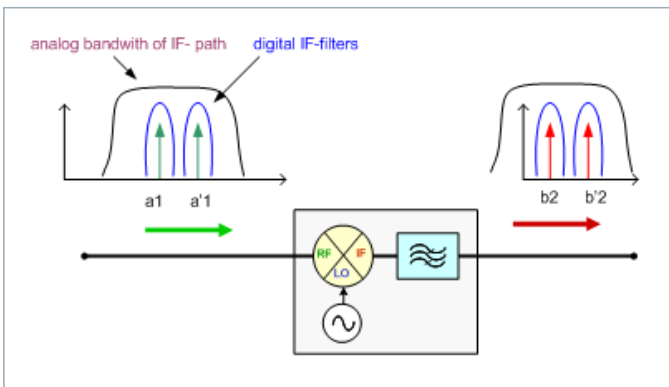 analog bandwith of IF- path
digital IF-filters
a1
a'1
b2
b'2
RF
IF
LO